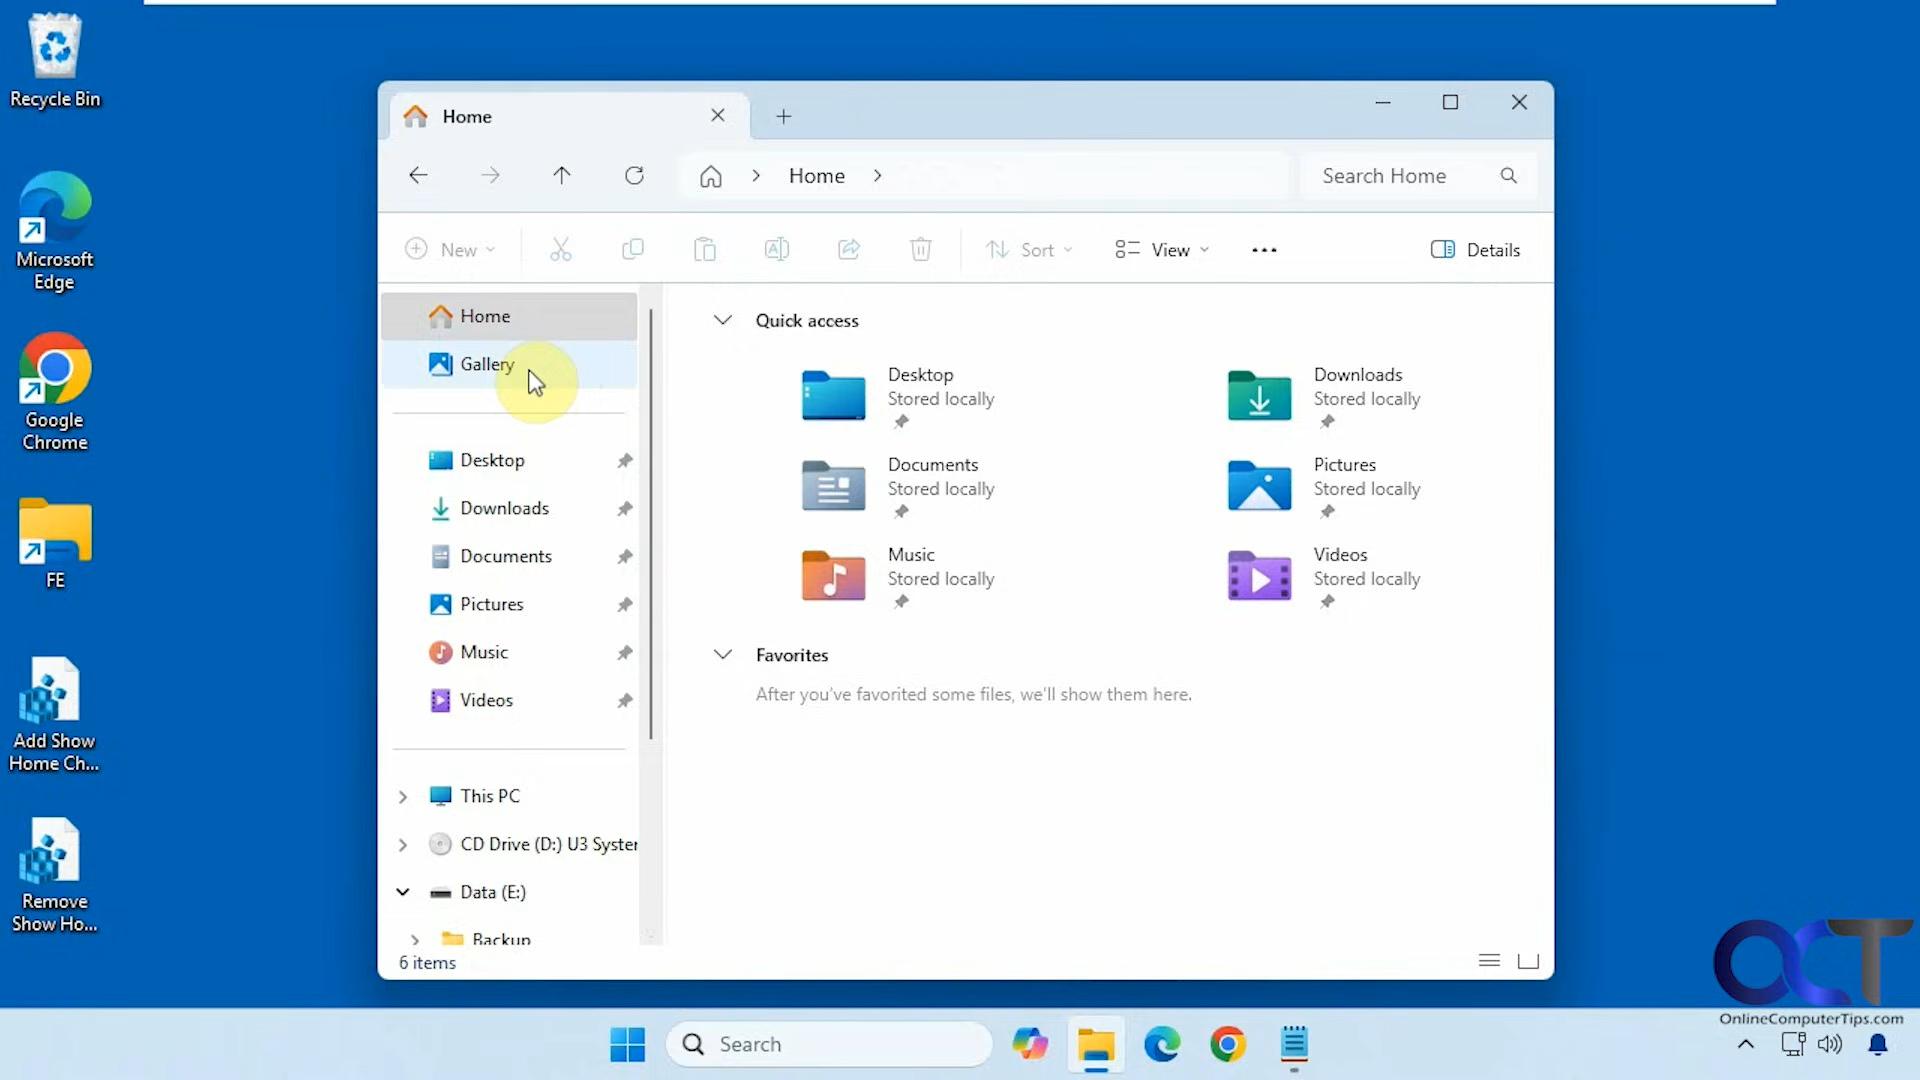 Recycle Bin
Microsoft
Edge
Google
Chrome
FE
Add Show
Home Ch...
Remove
Show Ho...
Home
Home
Search Home
New
Sort
View
Details
Home
Gallery
Desktop
Downloads
Documents
Pictures
Music
Videos
This PC
CD Drive (D:) U3 Syster
Data (E:)
Backup
6 items
Quick access
Desktop
Stored locally
Downloads
Stored locally
Documents
Stored locally
Pictures
Stored locally
Music
Stored locally
Videos
Stored locally
Favorites
After you've favorited some files, we'll show them here.
Search
OCT
OnlineComputerTips.com